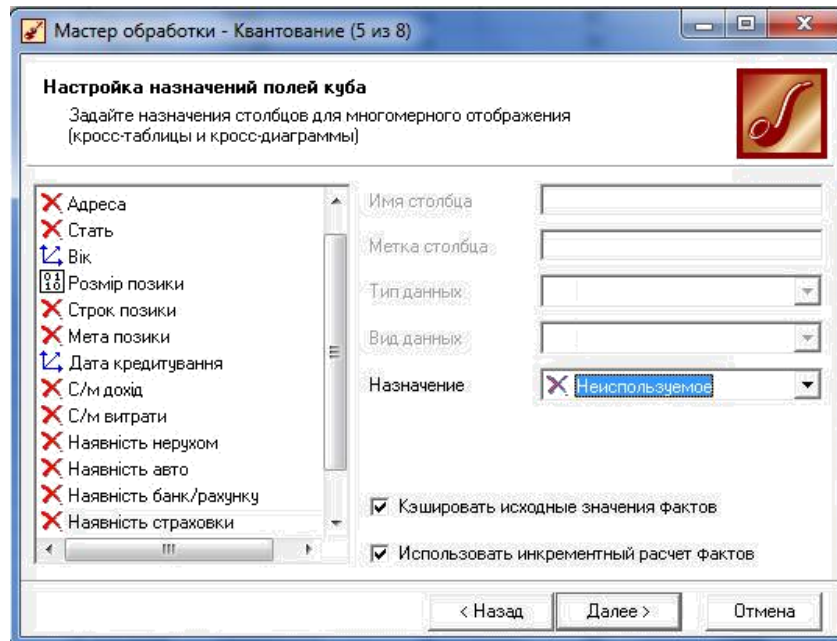 Мастер обработки - Квантование (5 из 8)
Настройка назначений полей куба
Задайте назначения столбцов для многомерного отображения
(кросс-таблицы и кросс-диаграммы)
Адреса
Стать
Вік
Розмір позики
Строк позики
Мета позики
Дата кредитування
С/м дохід
С/м витрати
Наявність нерухом
Наявність авто
Наявність банк/рахунку
Наявність страховки
Имя столбца
Метка столбца
Тип данных
Вид данных
Назначение
Неиспользуемое
Кэшировать исходные значения фактов
Использовать инкрементный расчет фактов
< Назад
Далее >
Отмена